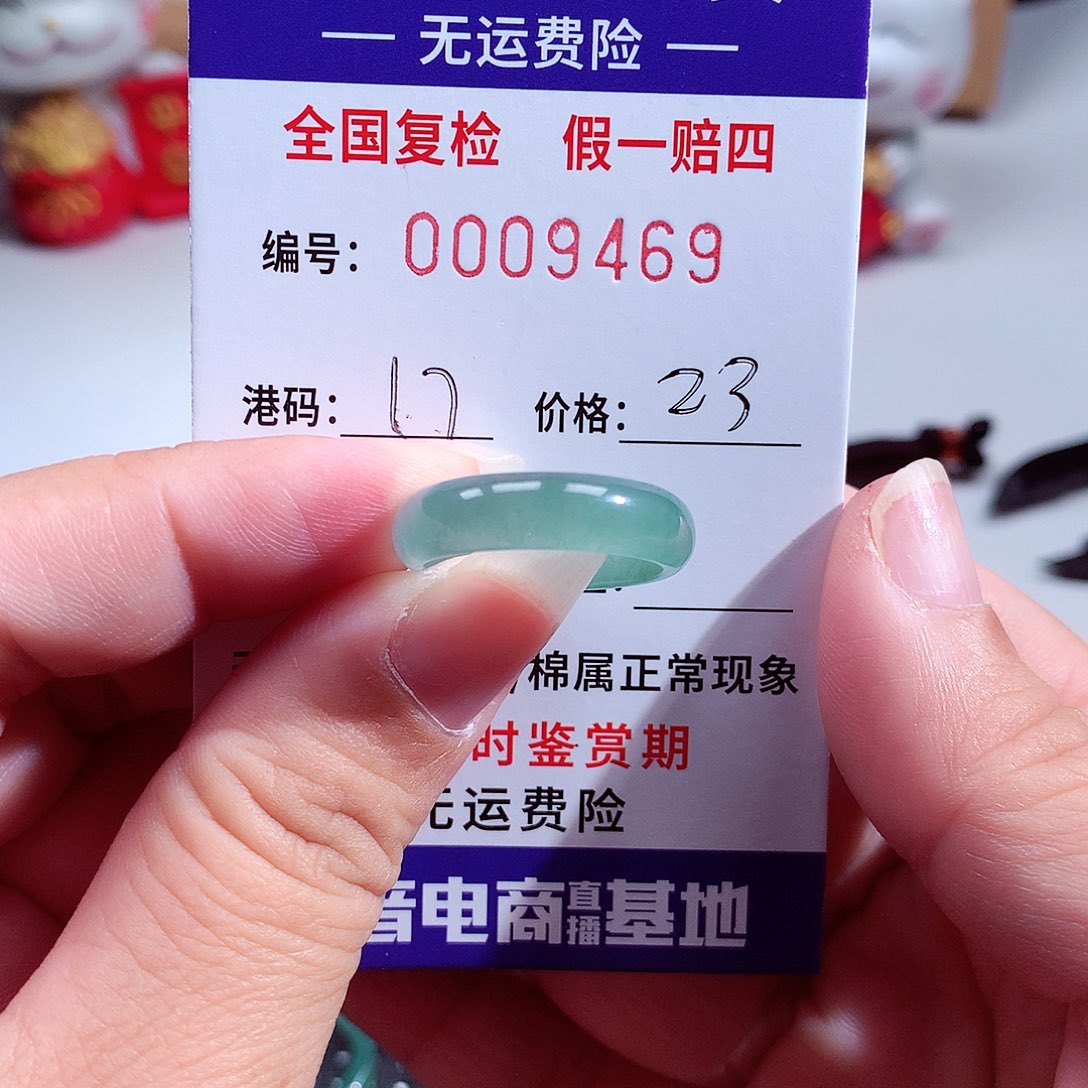 — 无运费险 —
全国复检 假一赔四
编号： 0009469
港码： 17 价格： 23
棉属正常现象
时鉴赏期
无运费险
音电商直播基地